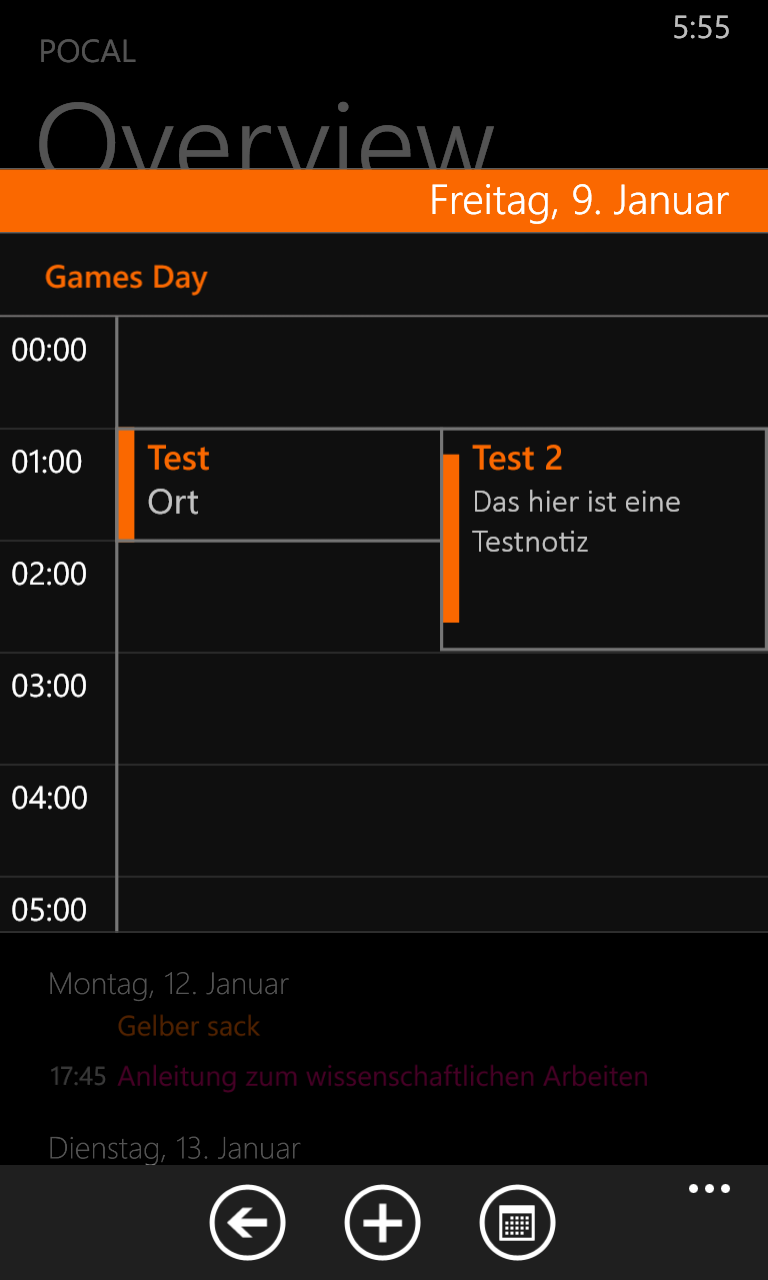 5:55
POCAL
Overview
Freitag, 9. Januar
Games Day
00:00
01:00
Test
Ort
Test 2
Das hier ist eine
Testnotiz
02:00
03:00
04:00
05:00
Montag, 12. Januar
Gelber sack
17:45 Anleitung zum wissenschaftlichen Arbeiten
Dienstag, 13. Januar